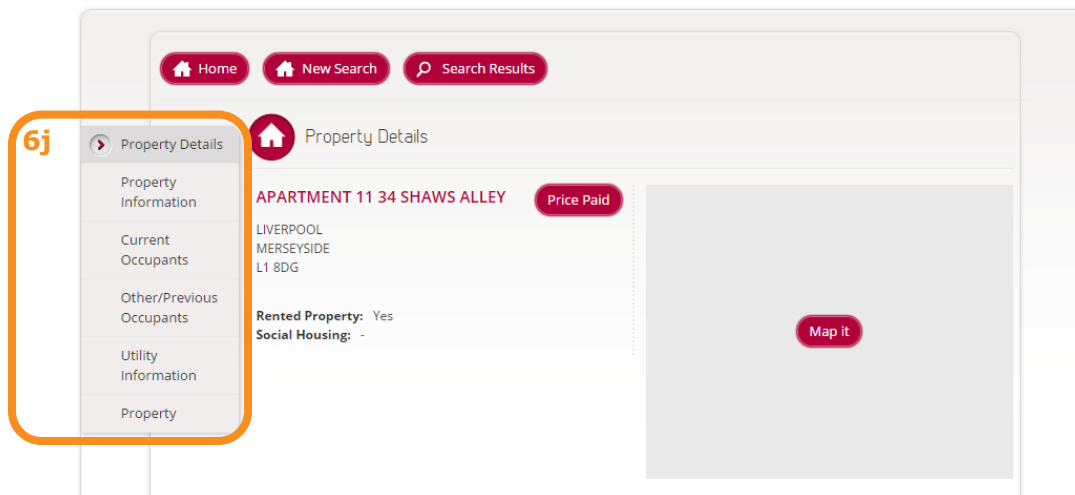 Home
New Search
Search Results
6j
Property Details
Property
Information
Current
Occupants
Other/Previous
Occupants
Utility
Information
Property
Property Details
APARTMENT 11 34 SHAWS ALLEY
Price Paid
LIVERPOOL
MERSEYSIDE
L1 8DG
Rented Property: Yes
Social Housing: -
Map it